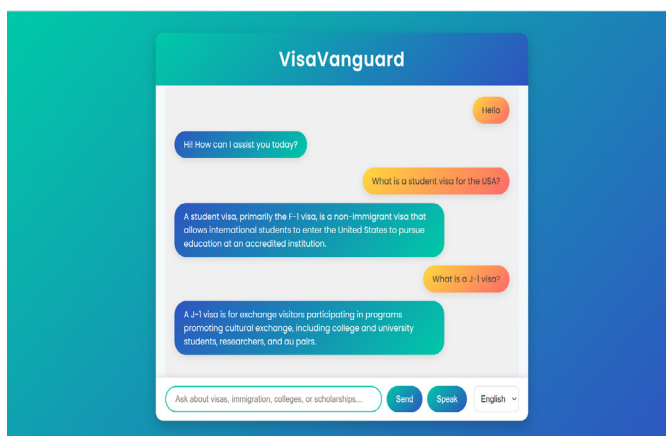 VisaVanguard
Hello
Hi! How can I assist you today?
What is a student visa for the USA?
A student visa, primarily the F-1 visa, is a non-immigrant visa that
allows international students to enter the United States to pursue
education at an accredited institution.
What is a J-1 visa?
A J-1 visa is for exchange visitors participating in programs
promoting cultural exchange, including college and university
students, researchers, and au pairs.
Ask about visas, immigration, colleges, or scholarships...
Send
Speak
English